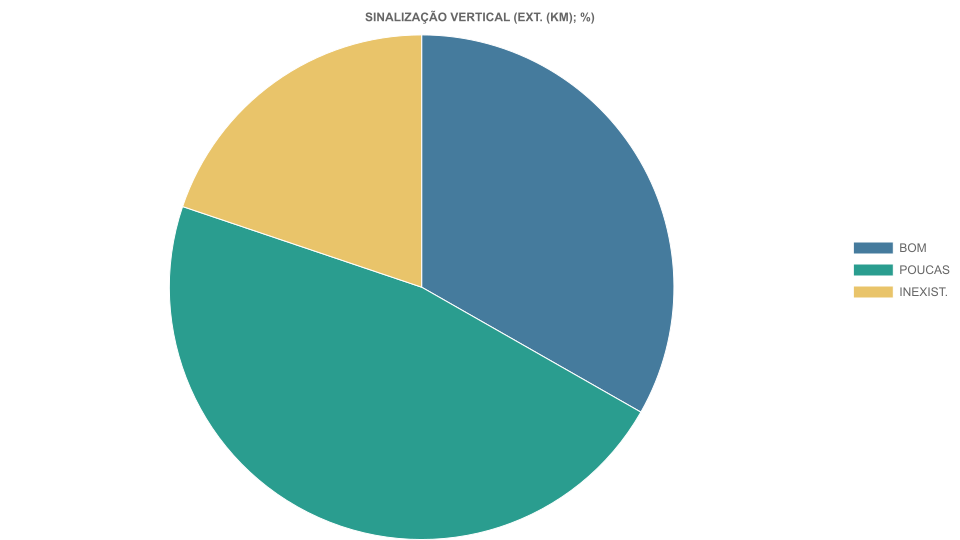 SINALIZAÇÃO VERTICAL (EXT. (KM); %)
BOM
POUCAS
INEXIST.